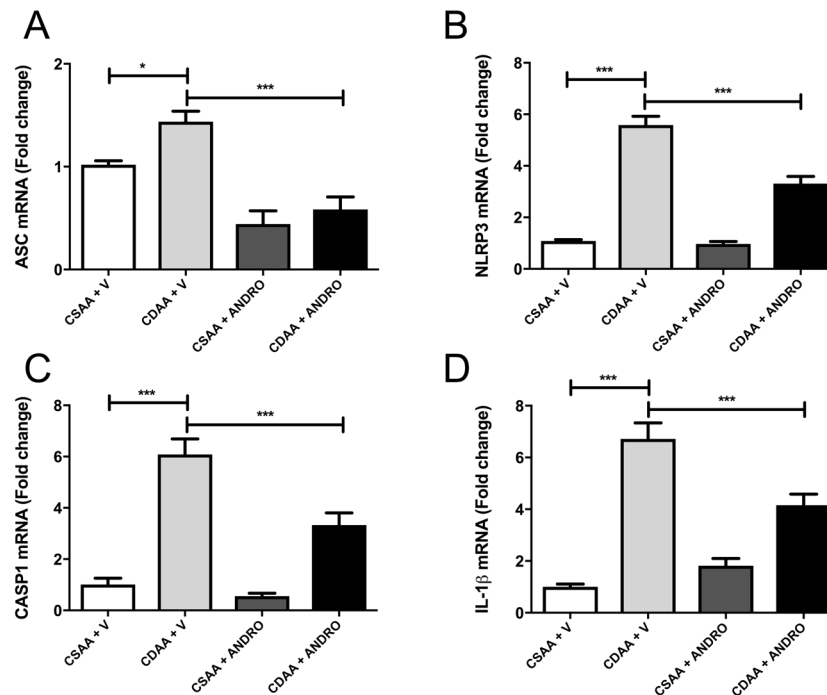 A
ASC mRNA (Fold change)
2
1
0
*
***
CSAA + V
CDAA + V
CSAA + ANDRO
CDAA + ANDRO
B
NLRP3 mRNA (Fold change)
8
6
4
2
0
***
***
CSAA + V
CDAA + V
CSAA + ANDRO
CDAA + ANDRO
C
CASP1 mRNA (Fold change)
8
6
4
2
0
***
***
CSAA + V
CDAA + V
CSAA + ANDRO
CDAA + ANDRO
D
IL-1β mRNA (Fold change)
8
6
4
2
0
***
***
CSAA + V
CDAA + V
CSAA + ANDRO
CDAA + ANDRO